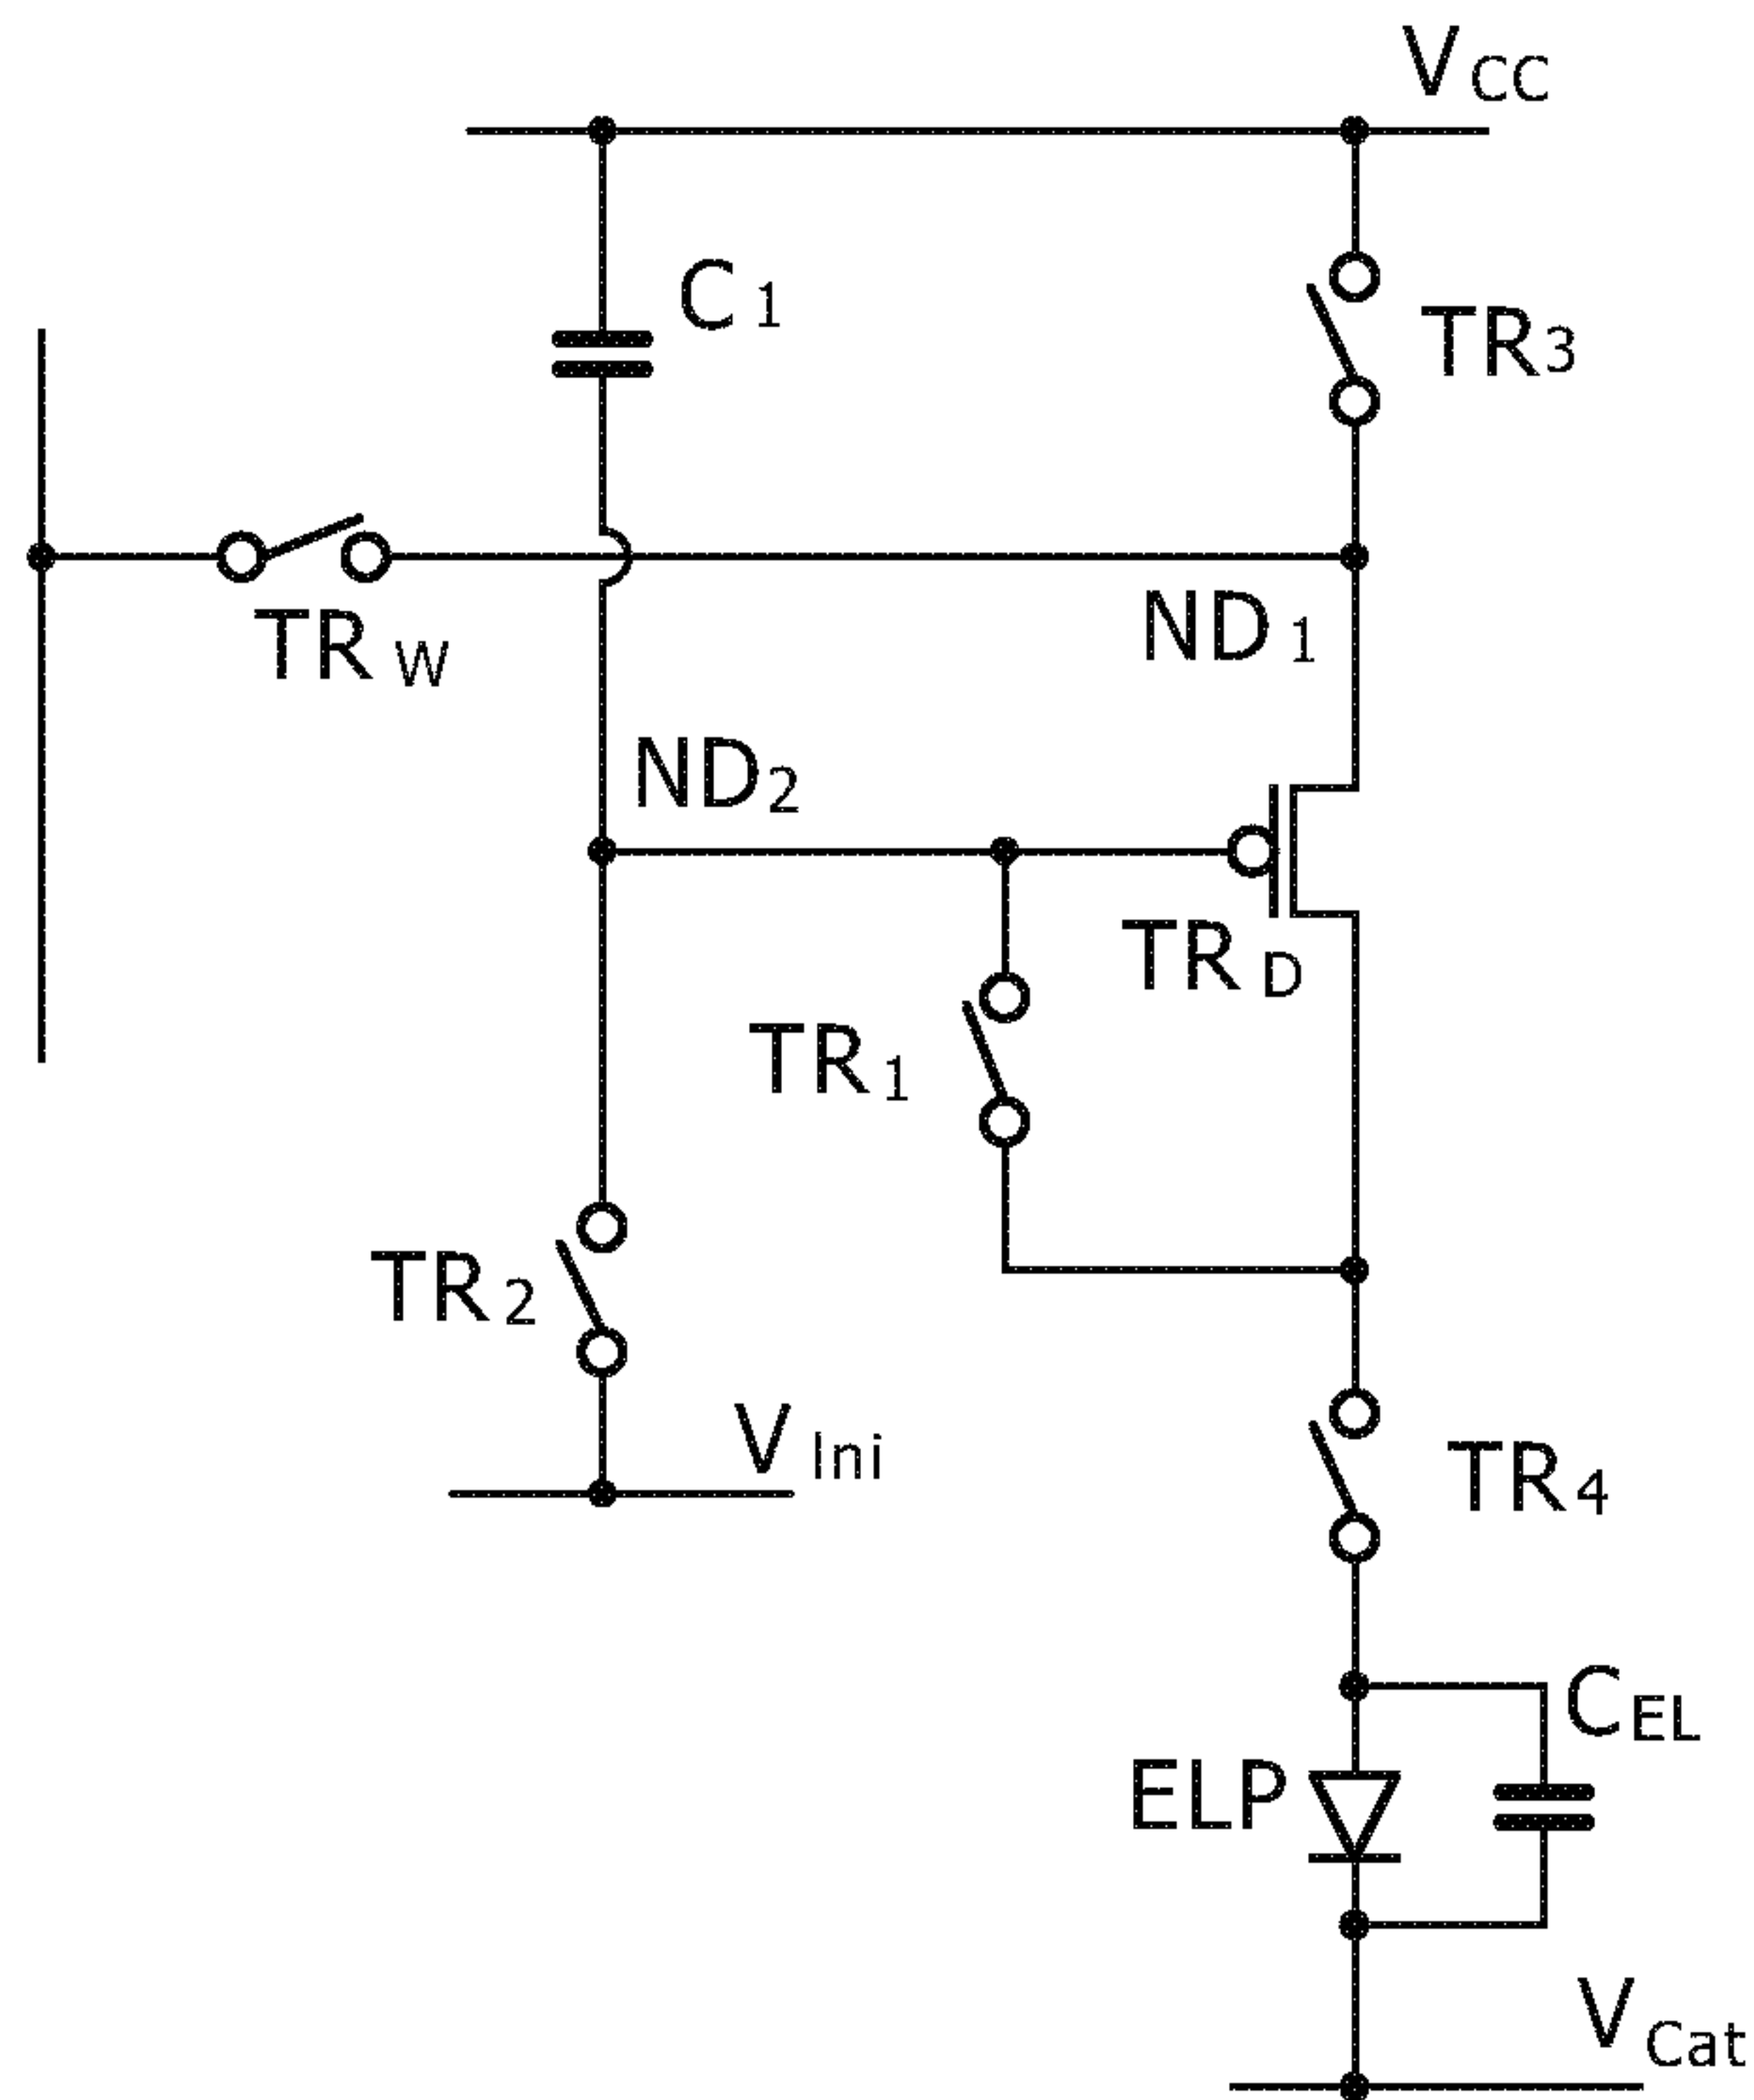 VCC
C1
TR3
TRW
ND1
ND2
TRD
TR1
TR2
VIni
TR4
CEL
ELP
VCat